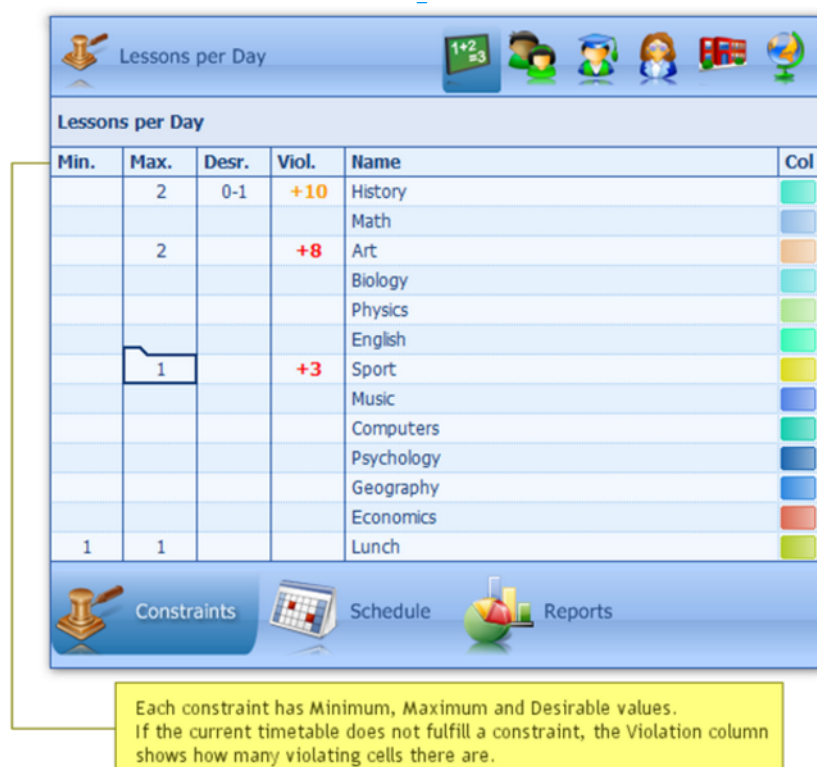 1+2
=3
Lessons per Day
Lessons per Day
Min. Max. Desr. Viol. Name Col
2 0-1 +10 History
Math
2 +8 Art
Biology
Physics
English
1 +3 Sport
Music
Computers
Psychology
Geography
Economics
1 1 Lunch
Constraints Schedule Reports
Each constraint has Minimum, Maximum and Desirable values.
If the current timetable does not fulfill a constraint, the Violation column
shows how many violating cells there are.